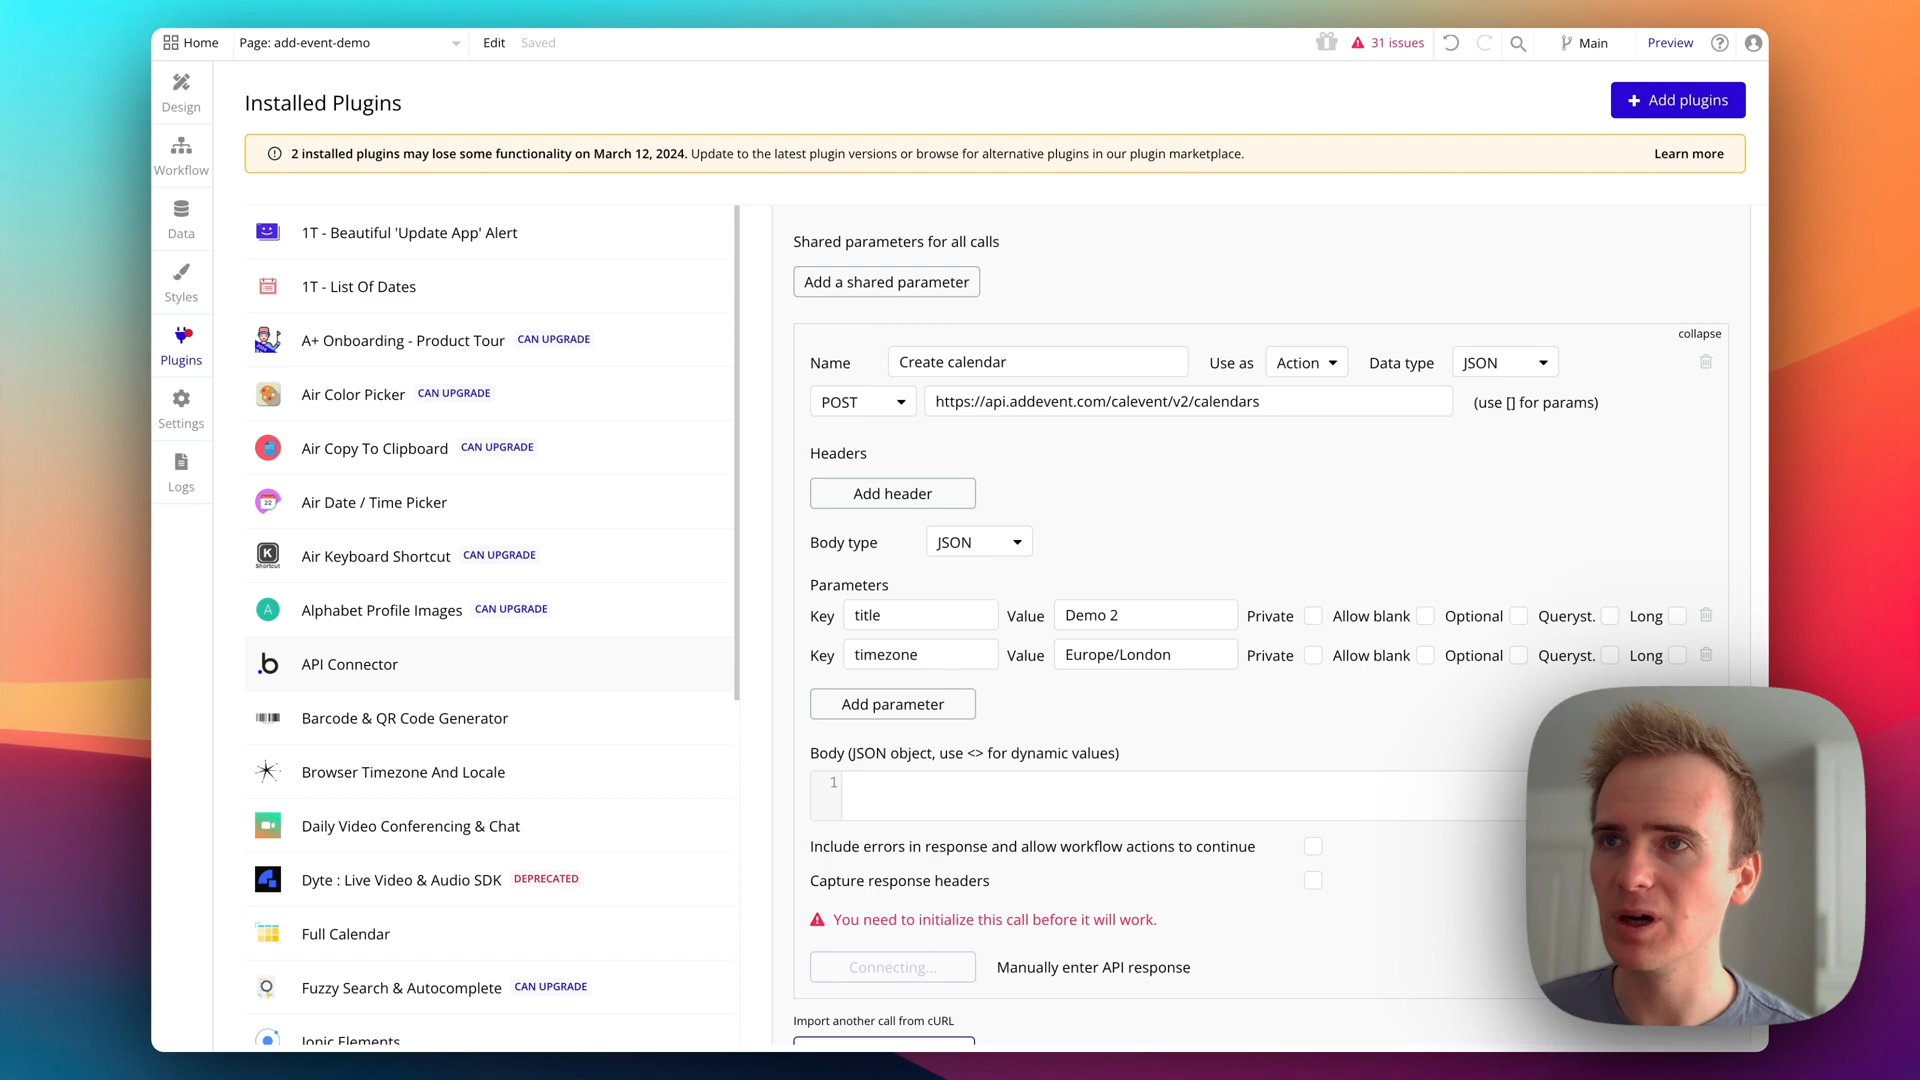 Home
Page: add-event-demo
Edit
Saved
31 issues
Main
Preview
Design
Workflow
Data
Styles
Plugins
Settings
Logs
Installed Plugins
Add plugins
2 installed plugins may lose some functionality on March 12, 2024. Update to the latest plugin versions or browse for alternative plugins in our plugin marketplace.
Learn more
1T - Beautiful 'Update App' Alert
1T - List Of Dates
A+ Onboarding - Product Tour CAN UPGRADE
Air Color Picker CAN UPGRADE
Air Copy To Clipboard CAN UPGRADE
22
Air Date / Time Picker
K
Shortcut
Air Keyboard Shortcut CAN UPGRADE
A
Alphabet Profile Images CAN UPGRADE
.b
API Connector
Barcode & QR Code Generator
Browser Timezone And Locale
Daily Video Conferencing & Chat
Dyte : Live Video & Audio SDK DEPRECATED
Full Calendar
Fuzzy Search & Autocomplete CAN UPGRADE
Ionic Elements
Shared parameters for all calls
Add a shared parameter
collapse
Name Create calendar Use as Action Data type JSON
POST https://api.addevent.com/calevent/v2/calendars (use [] for params)
Headers
Add header
Body type JSON
Parameters
Key title Value Demo 2 Private Allow blank Optional Queryst. Long
Key timezone Value Europe/London Private Allow blank Optional Queryst. Long
Add parameter
Body (JSON object, use <> for dynamic values)
1
Include errors in response and allow workflow actions to continue
Capture response headers
You need to initialize this call before it will work.
Connecting... Manually enter API response
Import another call from cURL